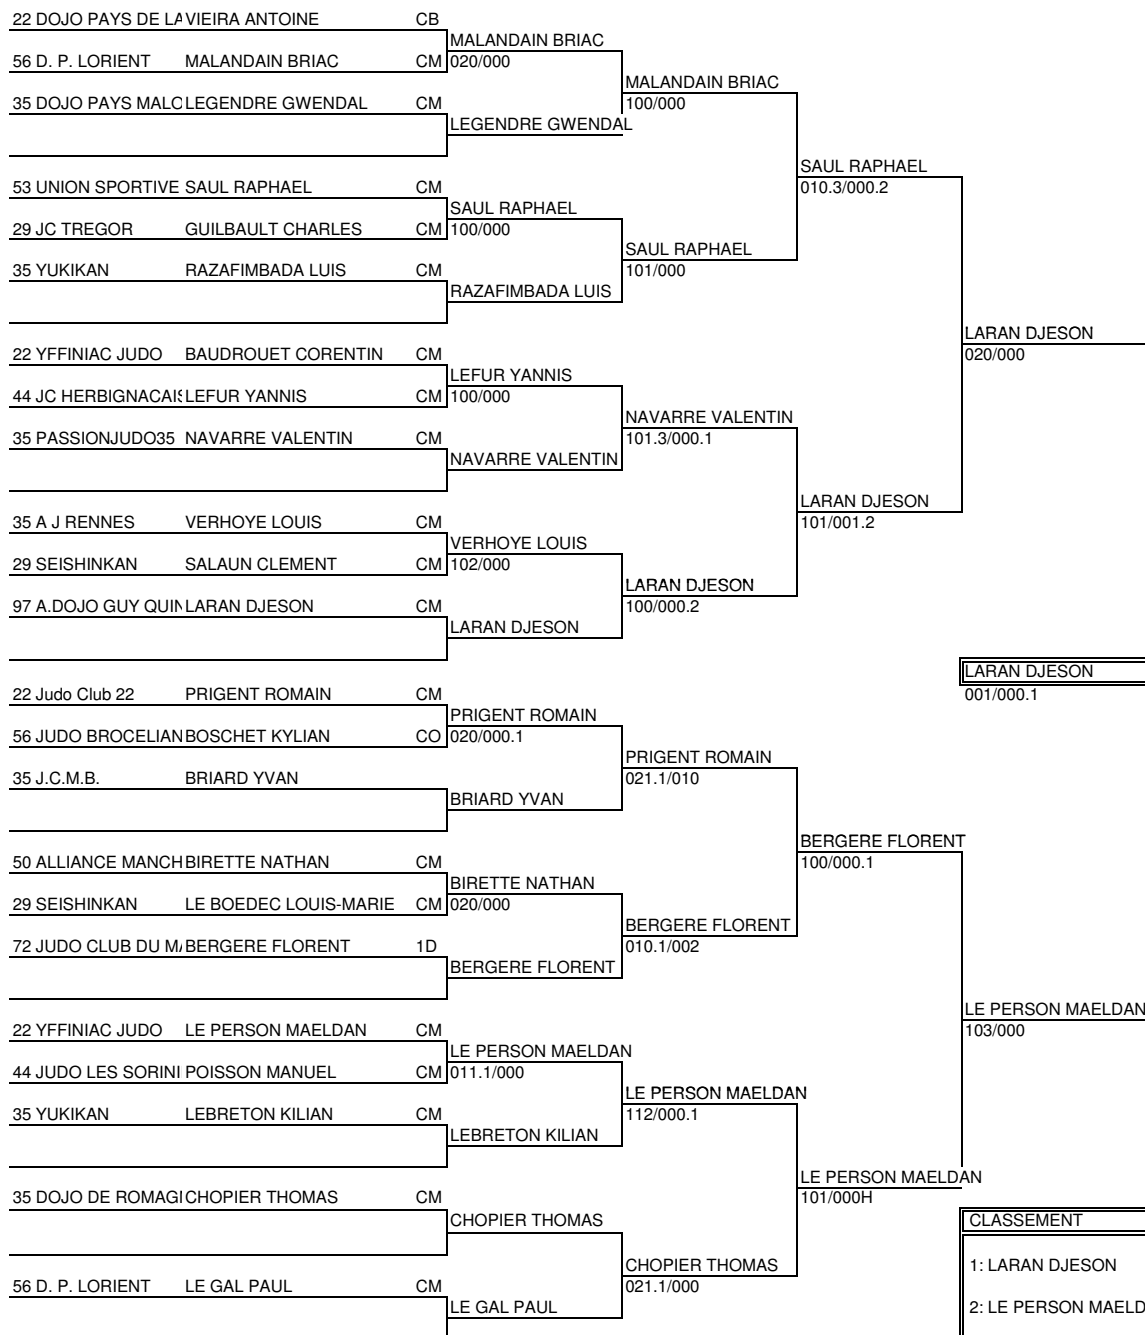 22 DOJO PAYS DE LA VIEIRA ANTOINE CB
MALANDAIN BRIAC
56 D. P. LORIENT MALANDAIN BRIAC CM 020/000
MALANDAIN BRIAC
35 DOJO PAYS MALO LEGENDRE GWENDAL CM 100/000
LEGENDRE GWENDAL
SAUL RAPHAEL
53 UNION SPORTIVE SAUL RAPHAEL CM 010.3/000.2
SAUL RAPHAEL
29 JC TREGOR GUILBAULT CHARLES CM 100/000
SAUL RAPHAEL
35 YUKIKAN RAZAFIMBADA LUIS CM 101/000
RAZAFIMBADA LUIS
LARAN DJESON
22 YFFINIAC JUDO BAUDROUET CORENTIN CM 020/000
LEFUR YANNIS
44 JC HERBIGNACAIS LEFUR YANNIS CM 100/000
NAVARRE VALENTIN
35 PASSIONJUDO35 NAVARRE VALENTIN CM 101.3/000.1
NAVARRE VALENTIN
LARAN DJESON
35 A J RENNES VERHOYE LOUIS CM 101/001.2
VERHOYE LOUIS
29 SEISHINKAN SALAUN CLEMENT CM 102/000
LARAN DJESON
97 A.DOJO GUY QUIN LARAN DJESON CM 100/000.2
LARAN DJESON
LARAN DJESON
22 Judo Club 22 PRIGENT ROMAIN CM 001/000.1
PRIGENT ROMAIN
56 JUDO BROCELIAN BOSCHET KYLIAN CO 020/000.1
PRIGENT ROMAIN
35 J.C.M.B. BRIARD YVAN 021.1/010
BRIARD YVAN
BERGERE FLORENT
50 ALLIANCE MANCH BIRETTE NATHAN CM 100/000.1
BIRETTE NATHAN
29 SEISHINKAN LE BOEDEC LOUIS-MARIE CM 020/000
BERGERE FLORENT
72 JUDO CLUB DU MA BERGERE FLORENT 1D 010.1/002
BERGERE FLORENT
LE PERSON MAELDAN
22 YFFINIAC JUDO LE PERSON MAELDAN CM 103/000
LE PERSON MAELDAN
44 JUDO LES SORINI POISSON MANUEL CM 011.1/000
LE PERSON MAELDAN
35 YUKIKAN LEBRETON KILIAN CM 112/000.1
LEBRETON KILIAN
LE PERSON MAELDAN
35 DOJO DE ROMAGI CHOPIER THOMAS CM 101/000H
CHOPIER THOMAS CLASSEMENT
CHOPIER THOMAS 1: LARAN DJESON
56 D. P. LORIENT LE GAL PAUL CM 021.1/000
LE GAL PAUL 2: LE PERSON MAELD